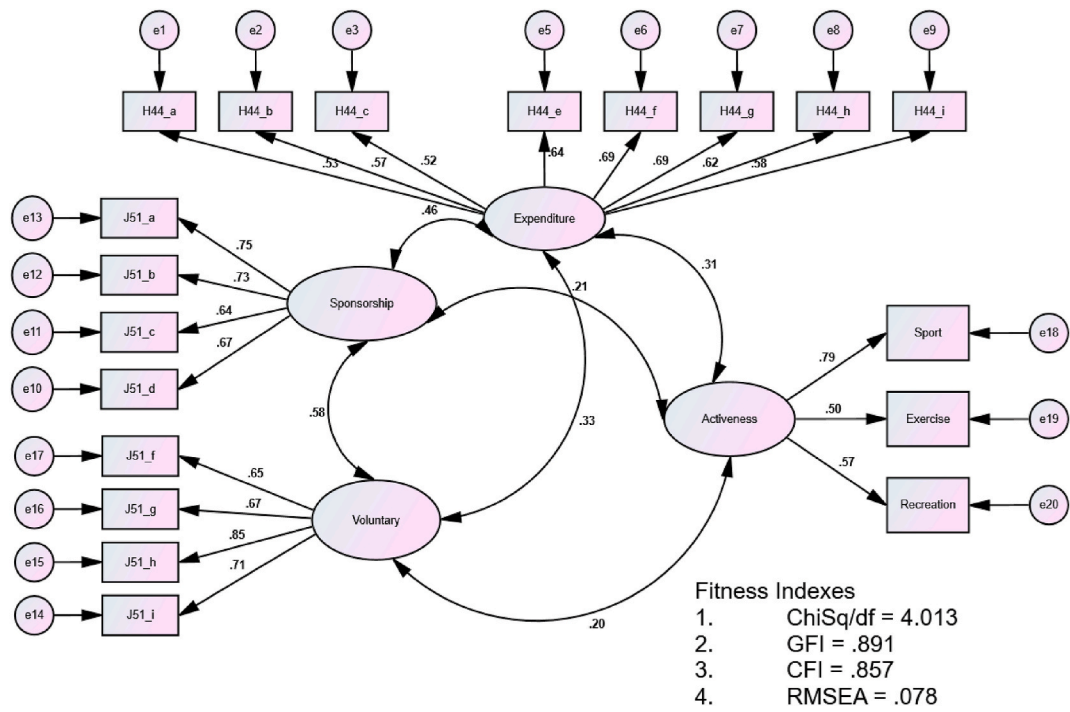 e1 e2 e3 e5 e6 e7 e8 e9
H44_a H44_b H44_c H44_e H44_f H44_g H44_h H44_i
.53 .57 .52 .64 .69 .69 .62 .58
Expenditure
e13 J51_a .75
e12 J51_b .73
e11 J51_c .64
e10 J51_d .67
Sponsorship
.46
.31
.21
.58
.33
.20
e17 J51_f .65
e16 J51_g .67
e15 J51_h .85
e14 J51_i .71
Voluntary
Activeness
.79 Sport e18
.50 Exercise e19
.57 Recreation e20
Fitness Indexes
1. ChiSq/df = 4.013
2. GFI = .891
3. CFI = .857
4. RMSEA = .078